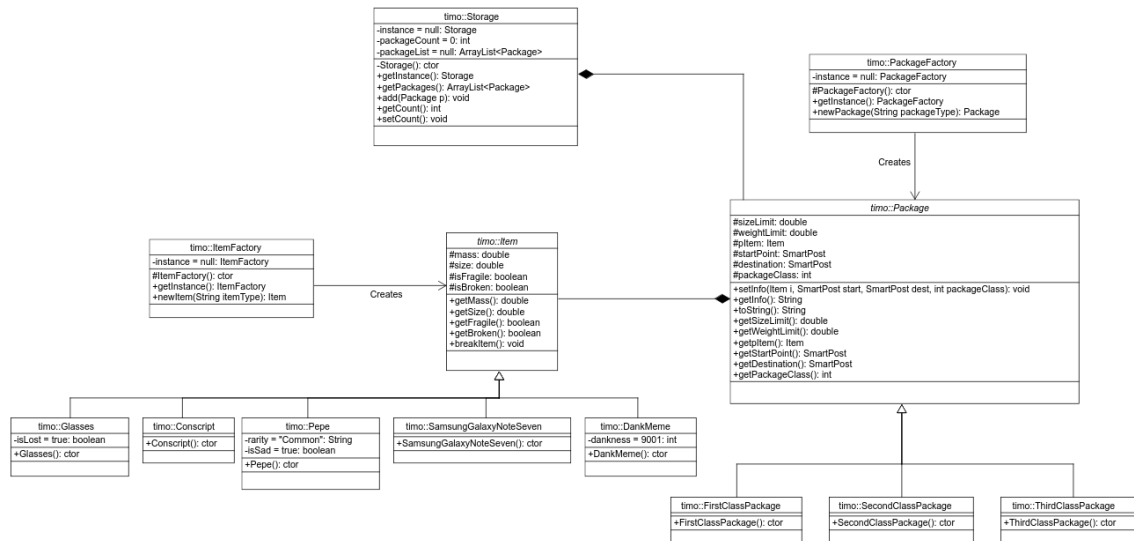 timo::Storage
-instance = null: Storage
-packageCount = 0: int
-packageList = null: ArrayList<Package>
-Storage(): ctor
+getInstance(): Storage
+getPackages(): ArrayList<Package>
+add(Package p): void
+getCount(): int
+setCount(): void
timo::PackageFactory
-instance = null: PackageFactory
#PackageFactory(): ctor
+getInstance(): PackageFactory
+newPackage(String packageType): Package
Creates
timo::Package
#sizeLimit: double
#weightLimit: double
#pItem: Item
#startPoint: SmartPost
#destination: SmartPost
#packageClass: int
+setInfo(Item i, SmartPost start, SmartPost dest, int packageClass): void
+getInfo(): String
+toString(): String
+getSizeLimit(): double
+getWeightLimit(): double
+getpItem(): Item
+getStartPoint(): SmartPost
+getDestination(): SmartPost
+getPackageClass(): int
timo::ItemFactory
-instance = null: ItemFactory
#ItemFactory(): ctor
+getInstance(): ItemFactory
+newItem(String itemType): Item
Creates
timo::Item
#mass: double
#size: double
#isFragile: boolean
#isBroken: boolean
+getMass(): double
+getSize(): double
+getFragile(): boolean
+getBroken(): boolean
+breakItem(): void
timo::Glasses
-isLost = true: boolean
+Glasses(): ctor
timo::Conscript
+Conscript(): ctor
timo::Pepe
-rarity = "Common": String
-isSad = true: boolean
+Pepe(): ctor
timo::SamsungGalaxyNoteSeven
+SamsungGalaxyNoteSeven(): ctor
timo::DankMeme
-dankness = 9001: int
+DankMeme(): ctor
timo::FirstClassPackage
+FirstClassPackage(): ctor
timo::SecondClassPackage
+SecondClassPackage(): ctor
timo::ThirdClassPackage
+ThirdClassPackage(): ctor